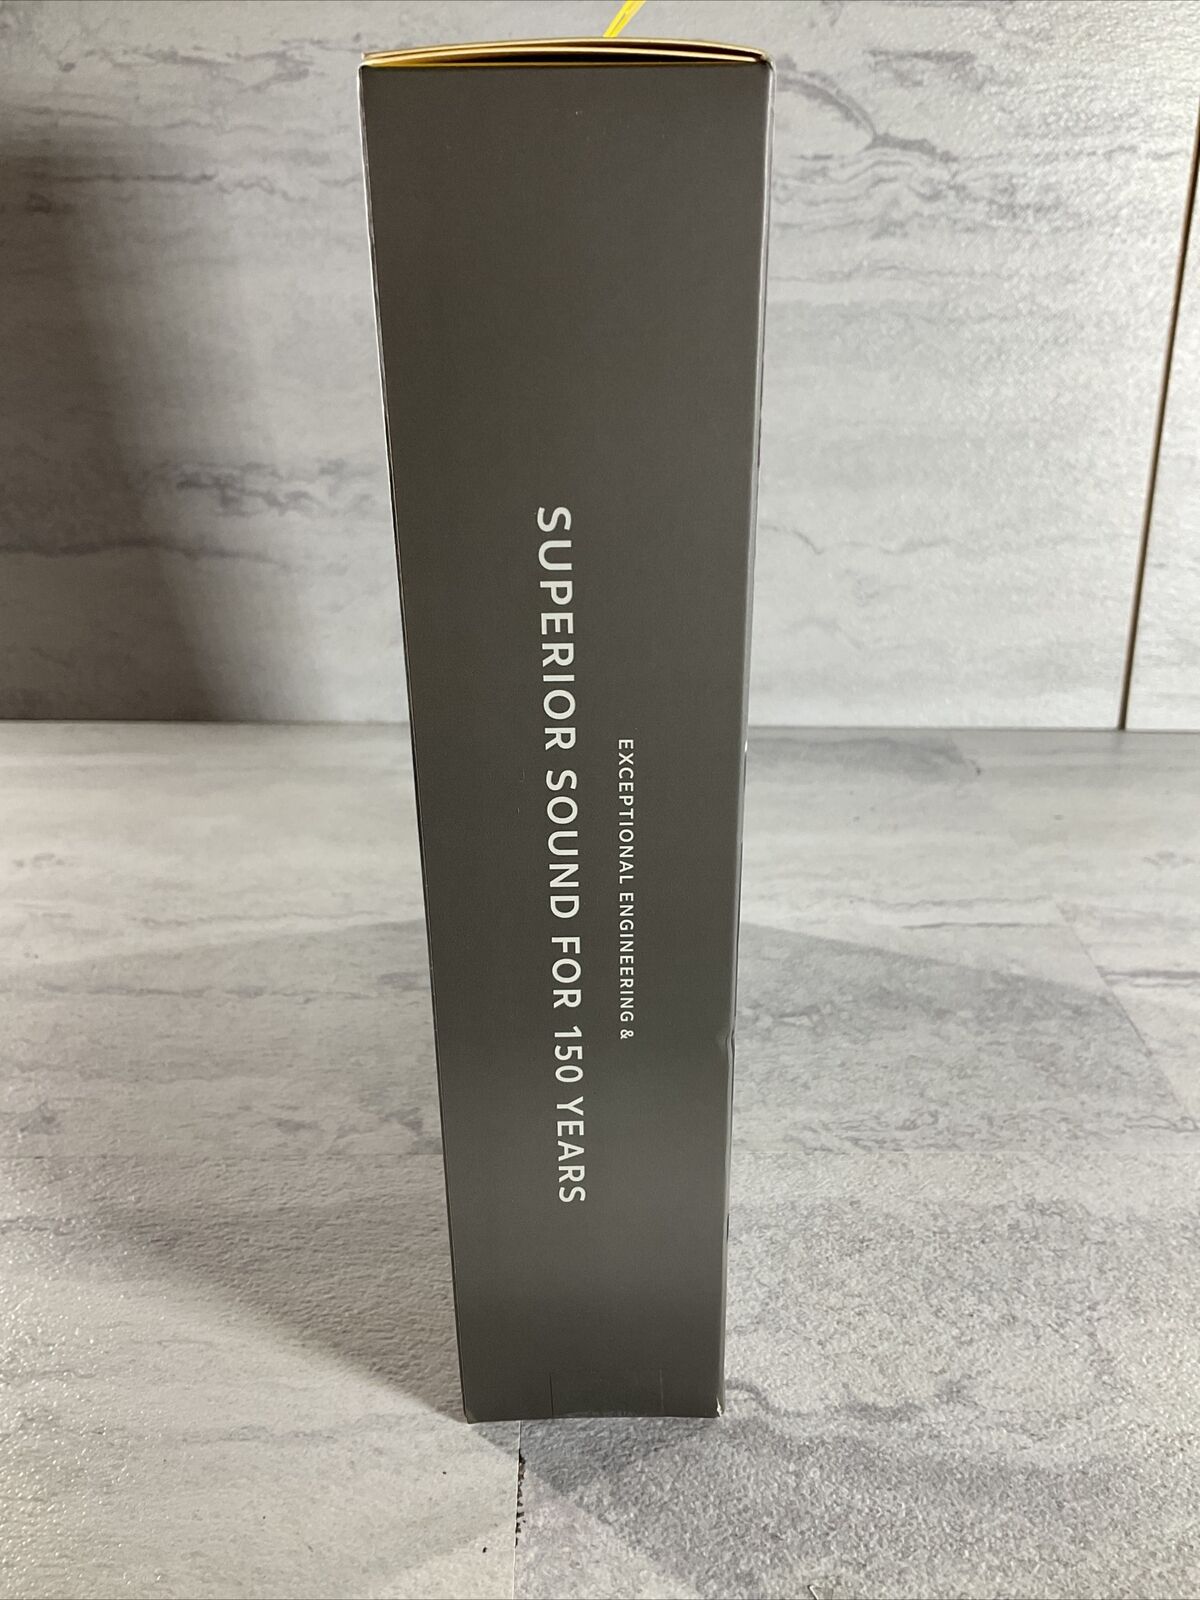 EXCEPTIONAL ENGINEERING &
SUPERIOR SOUND FOR 150 YEARS